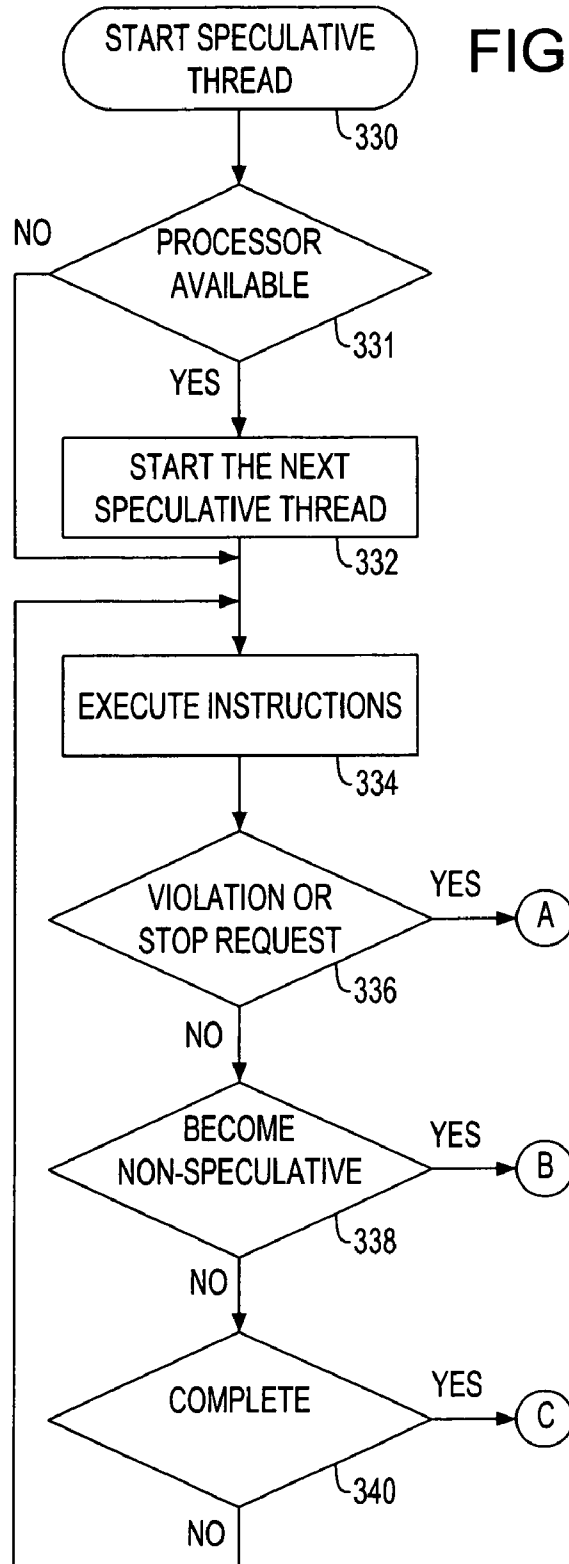 START SPECULATIVE
THREAD
FIG
330
NO
PROCESSOR
AVAILABLE
331
YES
START THE NEXT
SPECULATIVE THREAD
332
EXECUTE INSTRUCTIONS
334
VIOLATION OR
STOP REQUEST
YES
A
336
NO
BECOME
NON-SPECULATIVE
YES
B
338
NO
COMPLETE
YES
C
340
NO